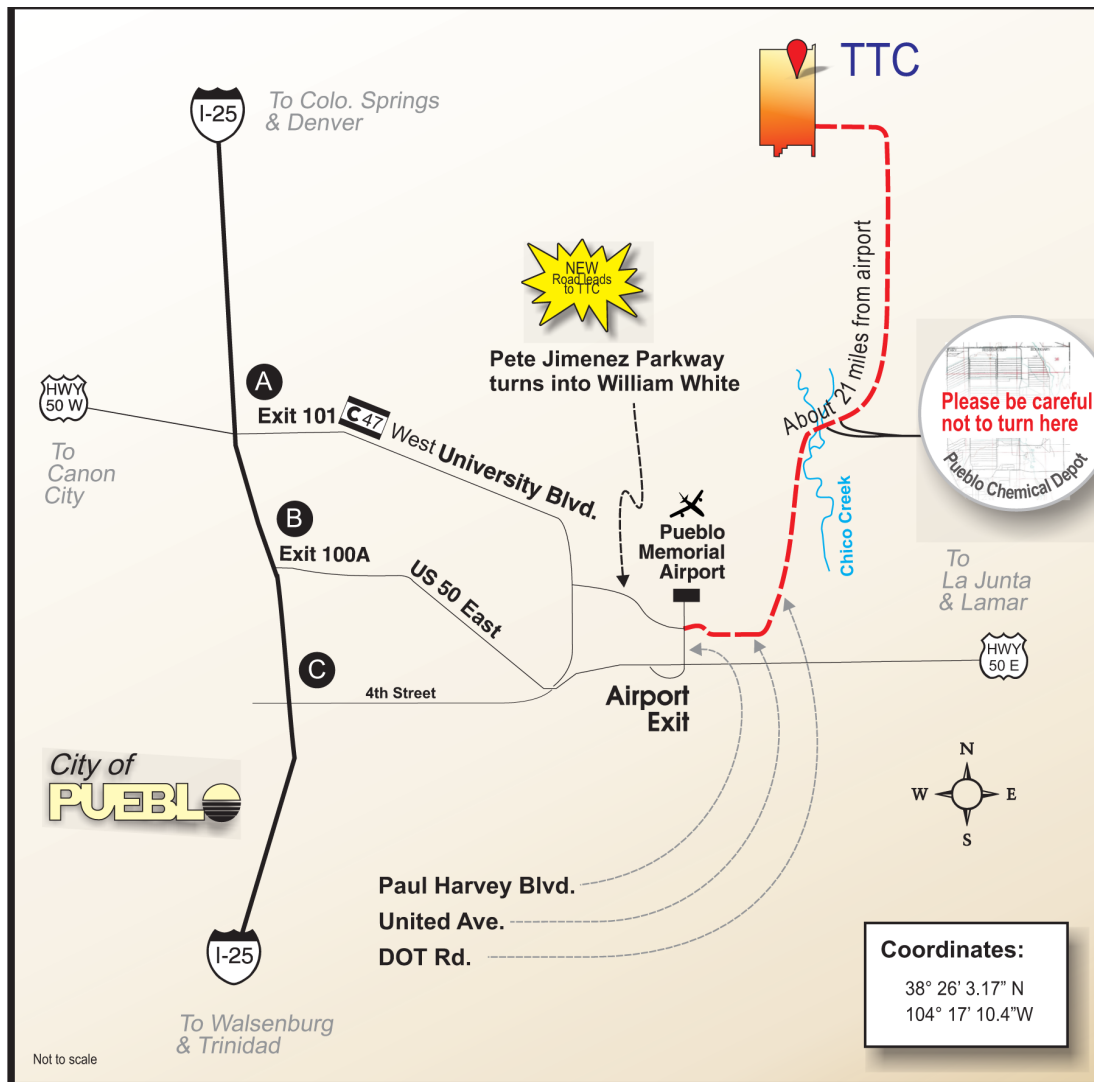 TTC
I-25
To Colo. Springs
& Denver
NEW
Road leads
to TTC
Pete Jimenez Parkway
turns into William White
About 21 miles from airport
HWY
50 W
To
Canon
City
A
Exit 101
C 47
West University Blvd.
Please be careful
not to turn here
Pueblo Chemical Depot
B
Exit 100A
US 50 East
Pueblo
Memorial
Airport
Chico Creek
To
La Junta
& Lamar
HWY
50 E
C
4th Street
Airport
Exit
City of
PUEBLO
N
W
E
S
Paul Harvey Blvd.
United Ave.
DOT Rd.
I-25
To Walsenburg
& Trinidad
Coordinates:
38° 26’ 3.17” N
104° 17’ 10.4”W
Not to scale